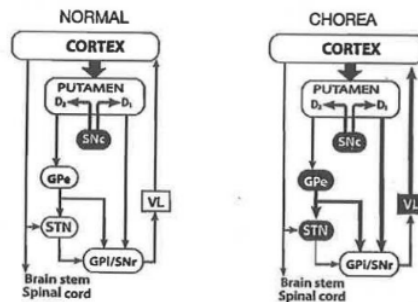 NORMAL
CORTEX
PUTAMEN
D₂ D₁
SNc
GPe
VL
STN
GPi/SNr
Brain stem
Spinal cord
CHOREA
CORTEX
PUTAMEN
D₂ D₁
SNc
GPe
VL
STN
GPi/SNr
Brain stem
Spinal cord